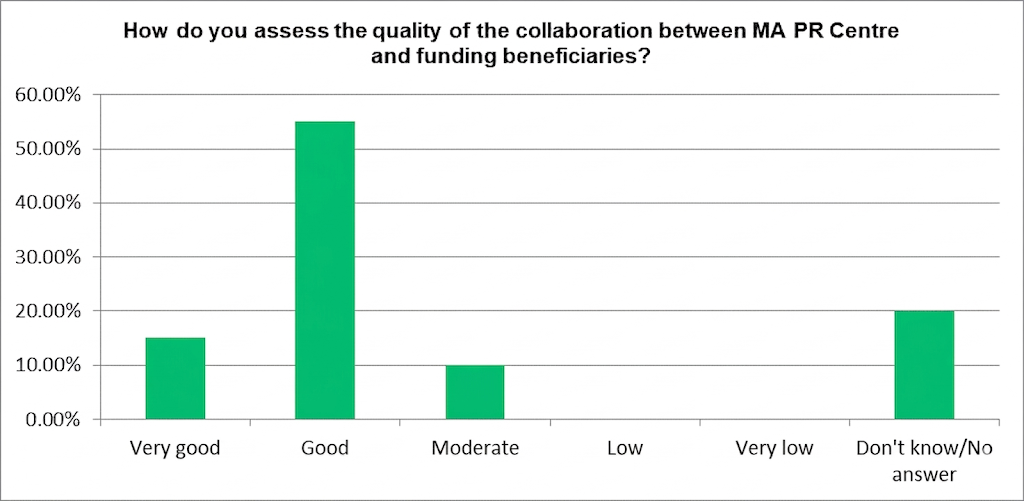 How do you assess the quality of the collaboration between MA PR Centre
and funding beneficiaries?
60.00%
50.00%
40.00%
30.00%
20.00%
10.00%
0.00%
Very good
Good
Moderate
Low
Very low
Don't know/No
answer